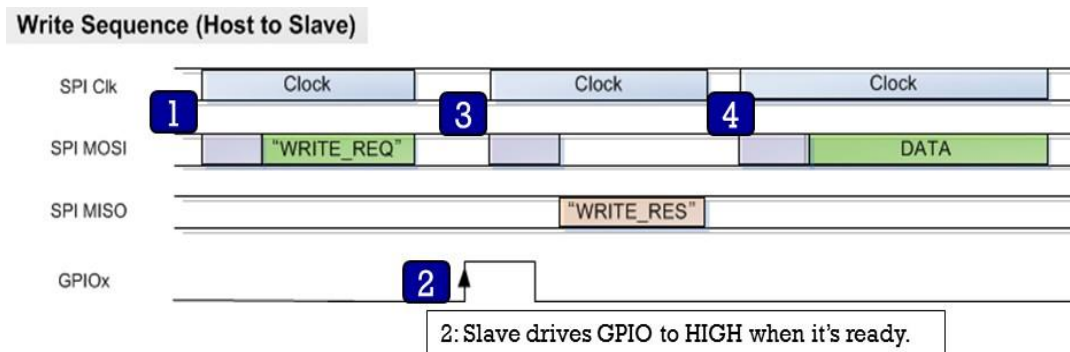 Write Sequence (Host to Slave)
SPI Clk
Clock
Clock
Clock
1
3
4
SPI MOSI
"WRITE_REQ"
DATA
SPI MISO
"WRITE_RES"
GPIOx
2
2: Slave drives GPIO to HIGH when it's ready.